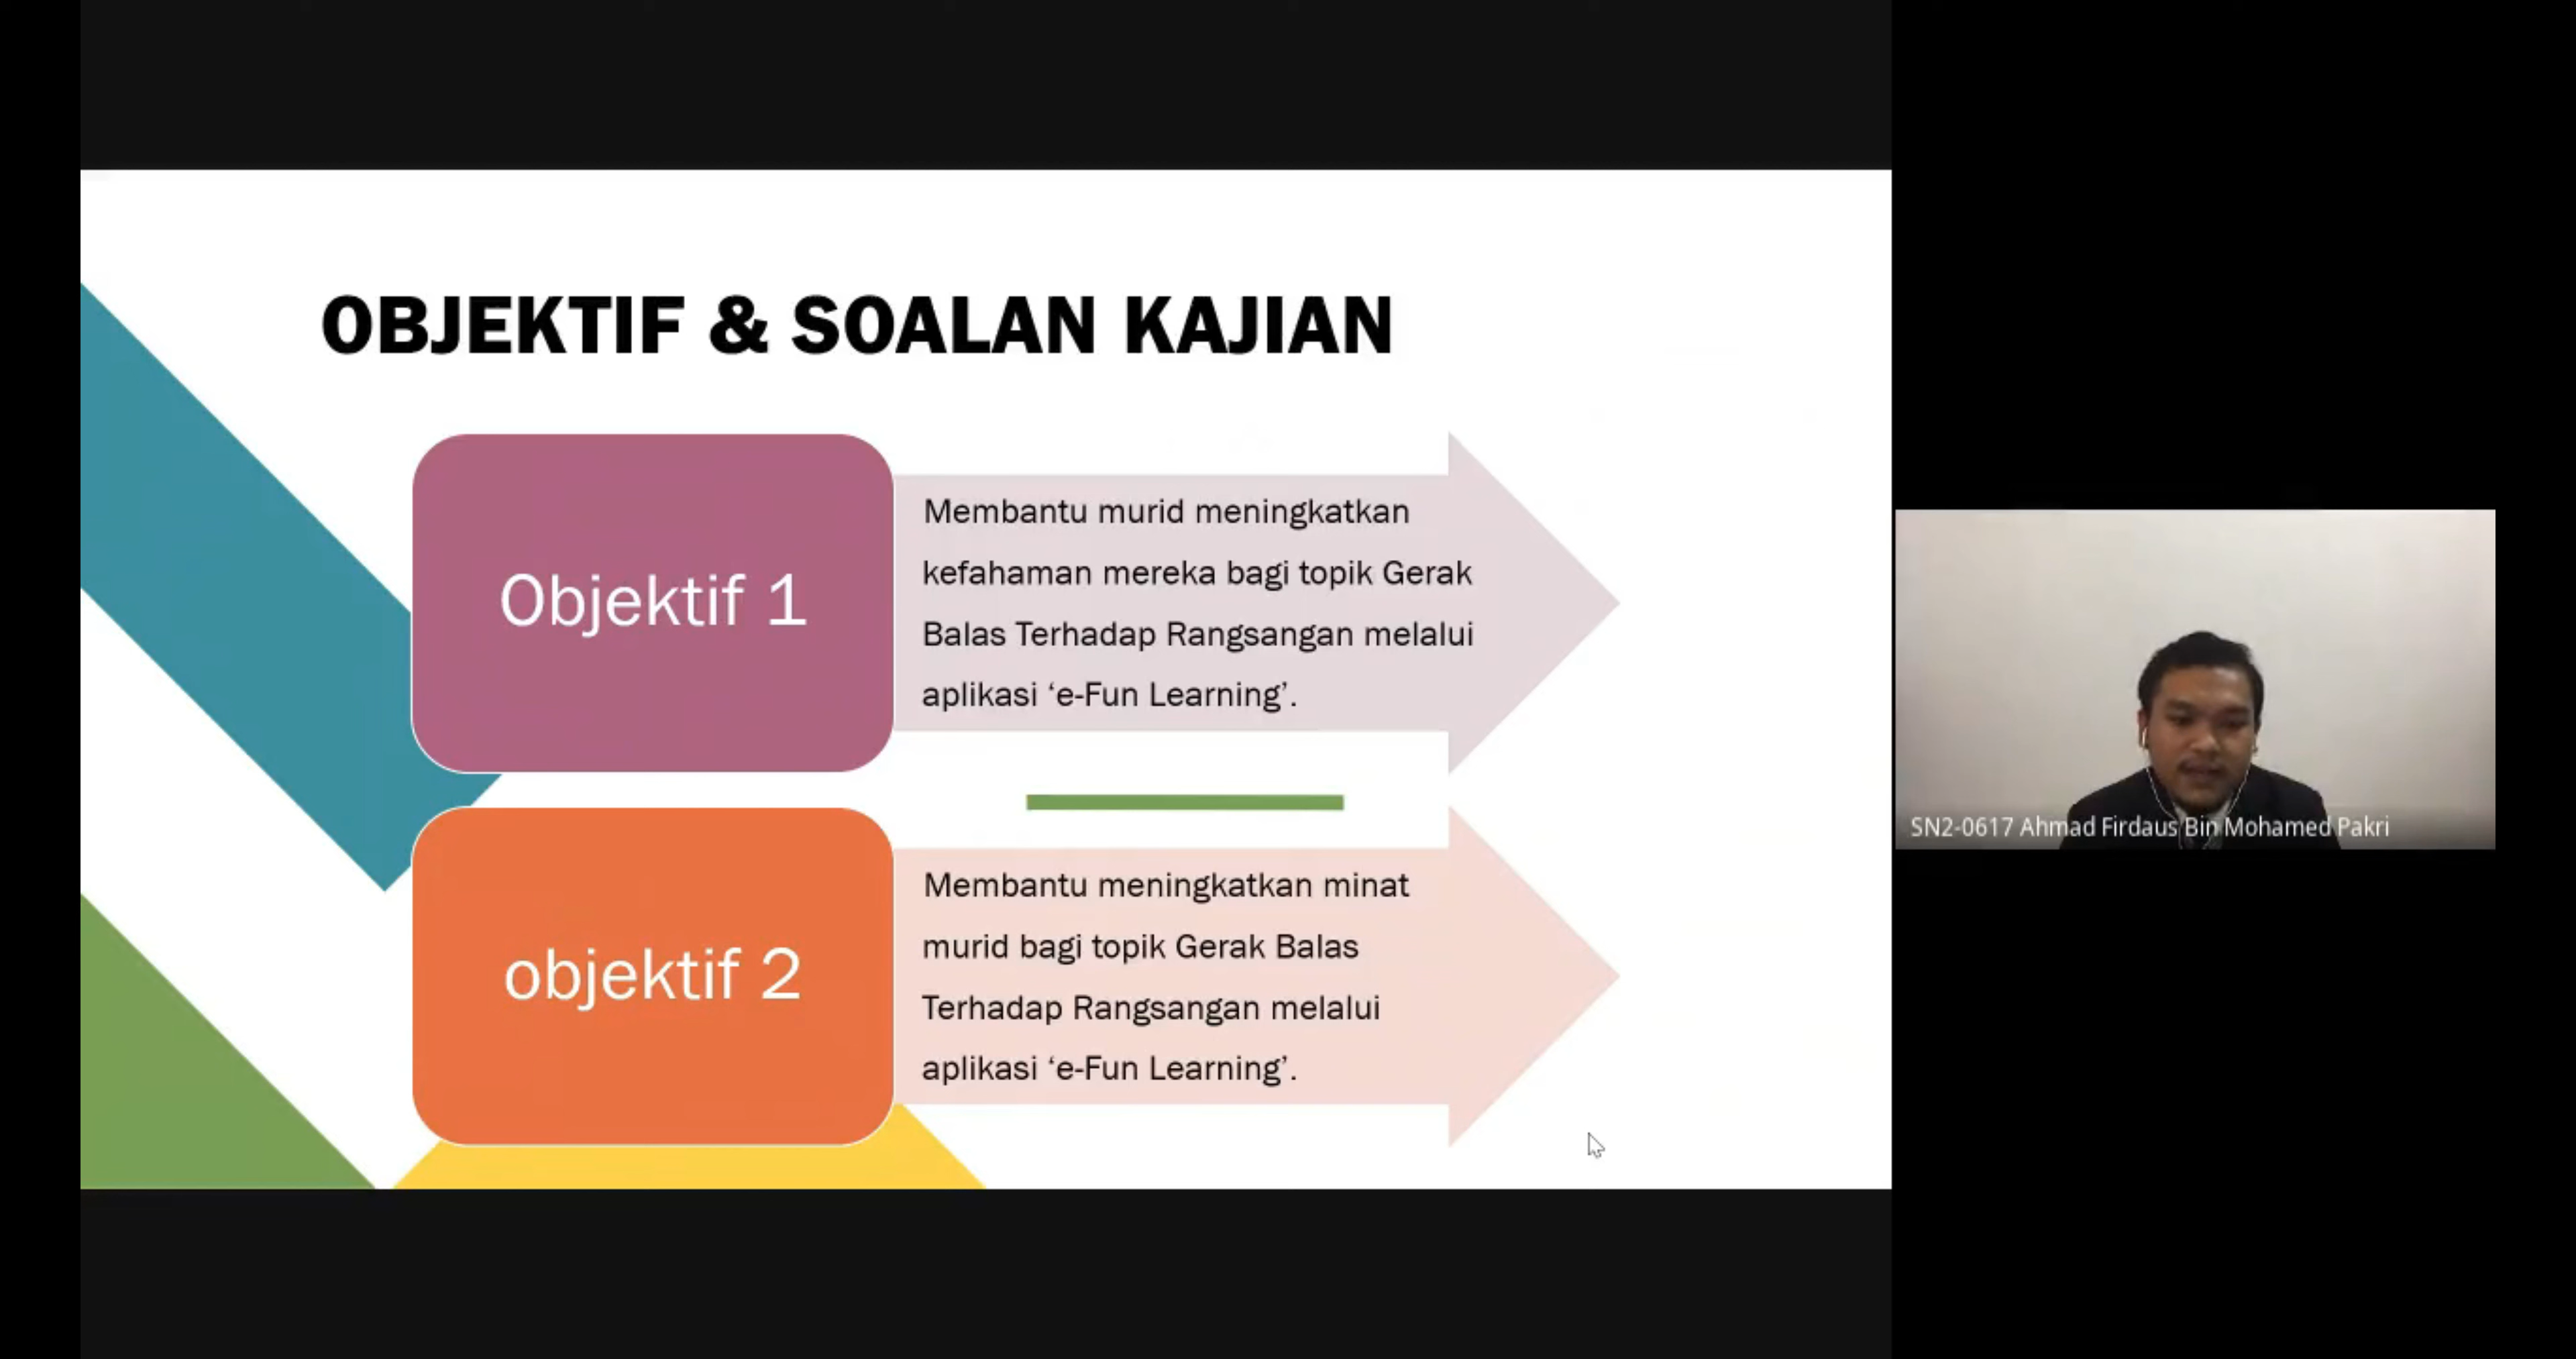 OBJEKTIF & SOALAN KAJIAN
Objektif 1
Membantu murid meningkatkan
kefahaman mereka bagi topik Gerak
Balas Terhadap Rangsangan melalui
aplikasi ‘e-Fun Learning’.
objektif 2
Membantu meningkatkan minat
murid bagi topik Gerak Balas
Terhadap Rangsangan melalui
aplikasi ‘e-Fun Learning’.
SN2-0617 Ahmad Firdaus Bin Mohamed Pakri